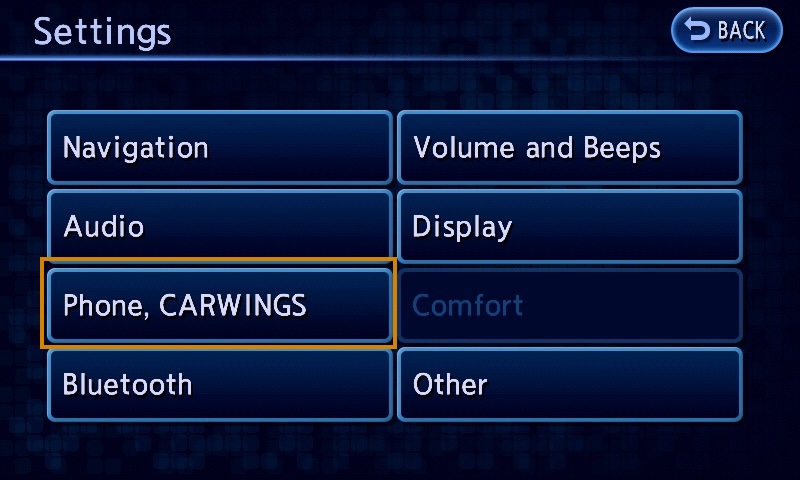 Settings
BACK
Navigation
Volume and Beeps
Audio
Display
Phone, CARWINGS
Comfort
Bluetooth
Other